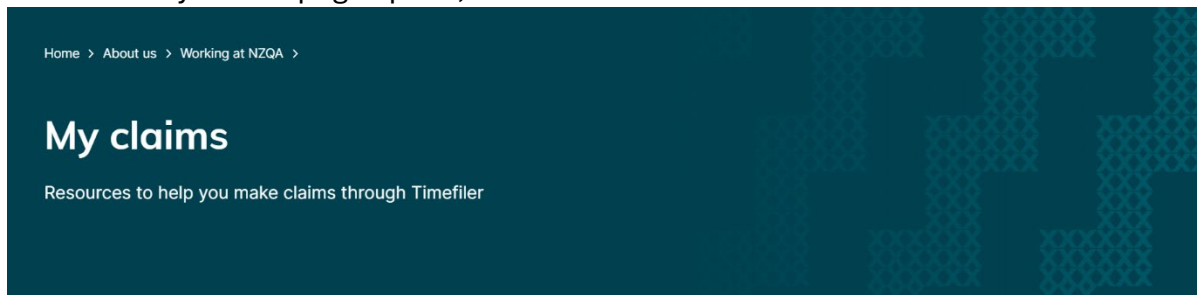 Home > About us > Working at NZQA >
My claims
Resources to help you make claims through Timefiler